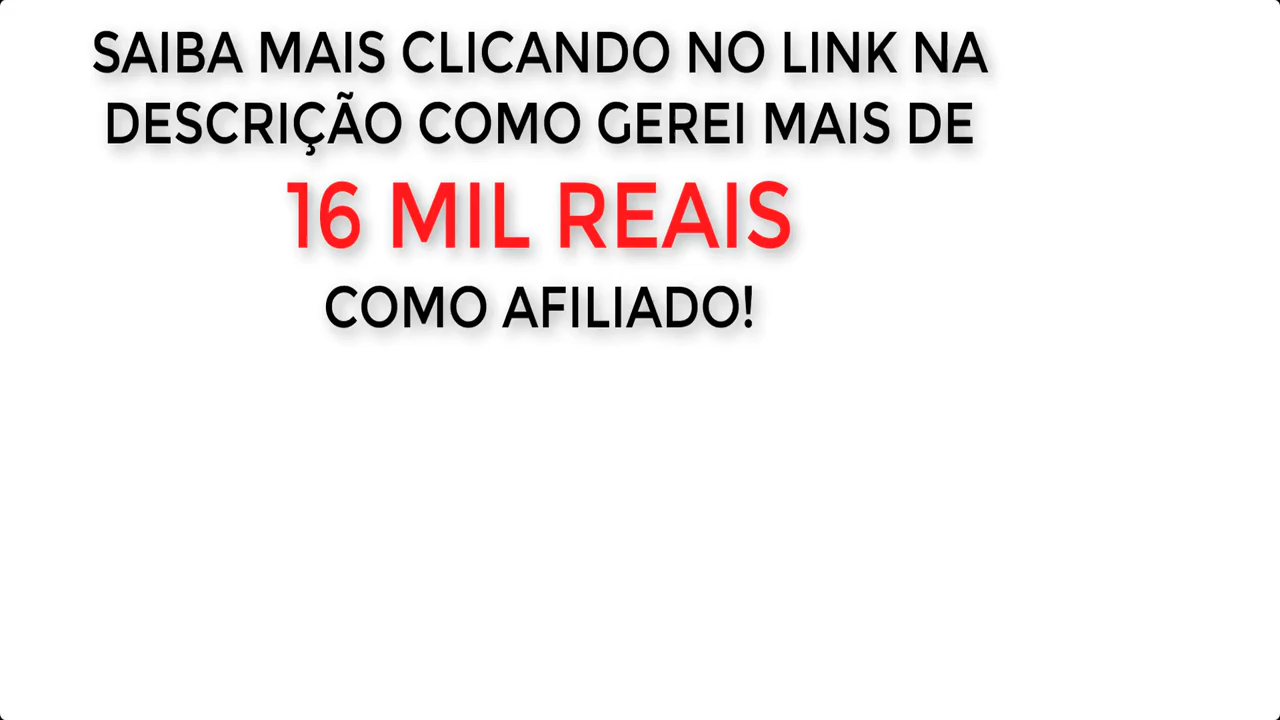 SAIBA MAIS CLICANDO NO LINK NA
DESCRIÇÃO COMO GEREI MAIS DE
16 MIL REAIS
COMO AFILIADO!